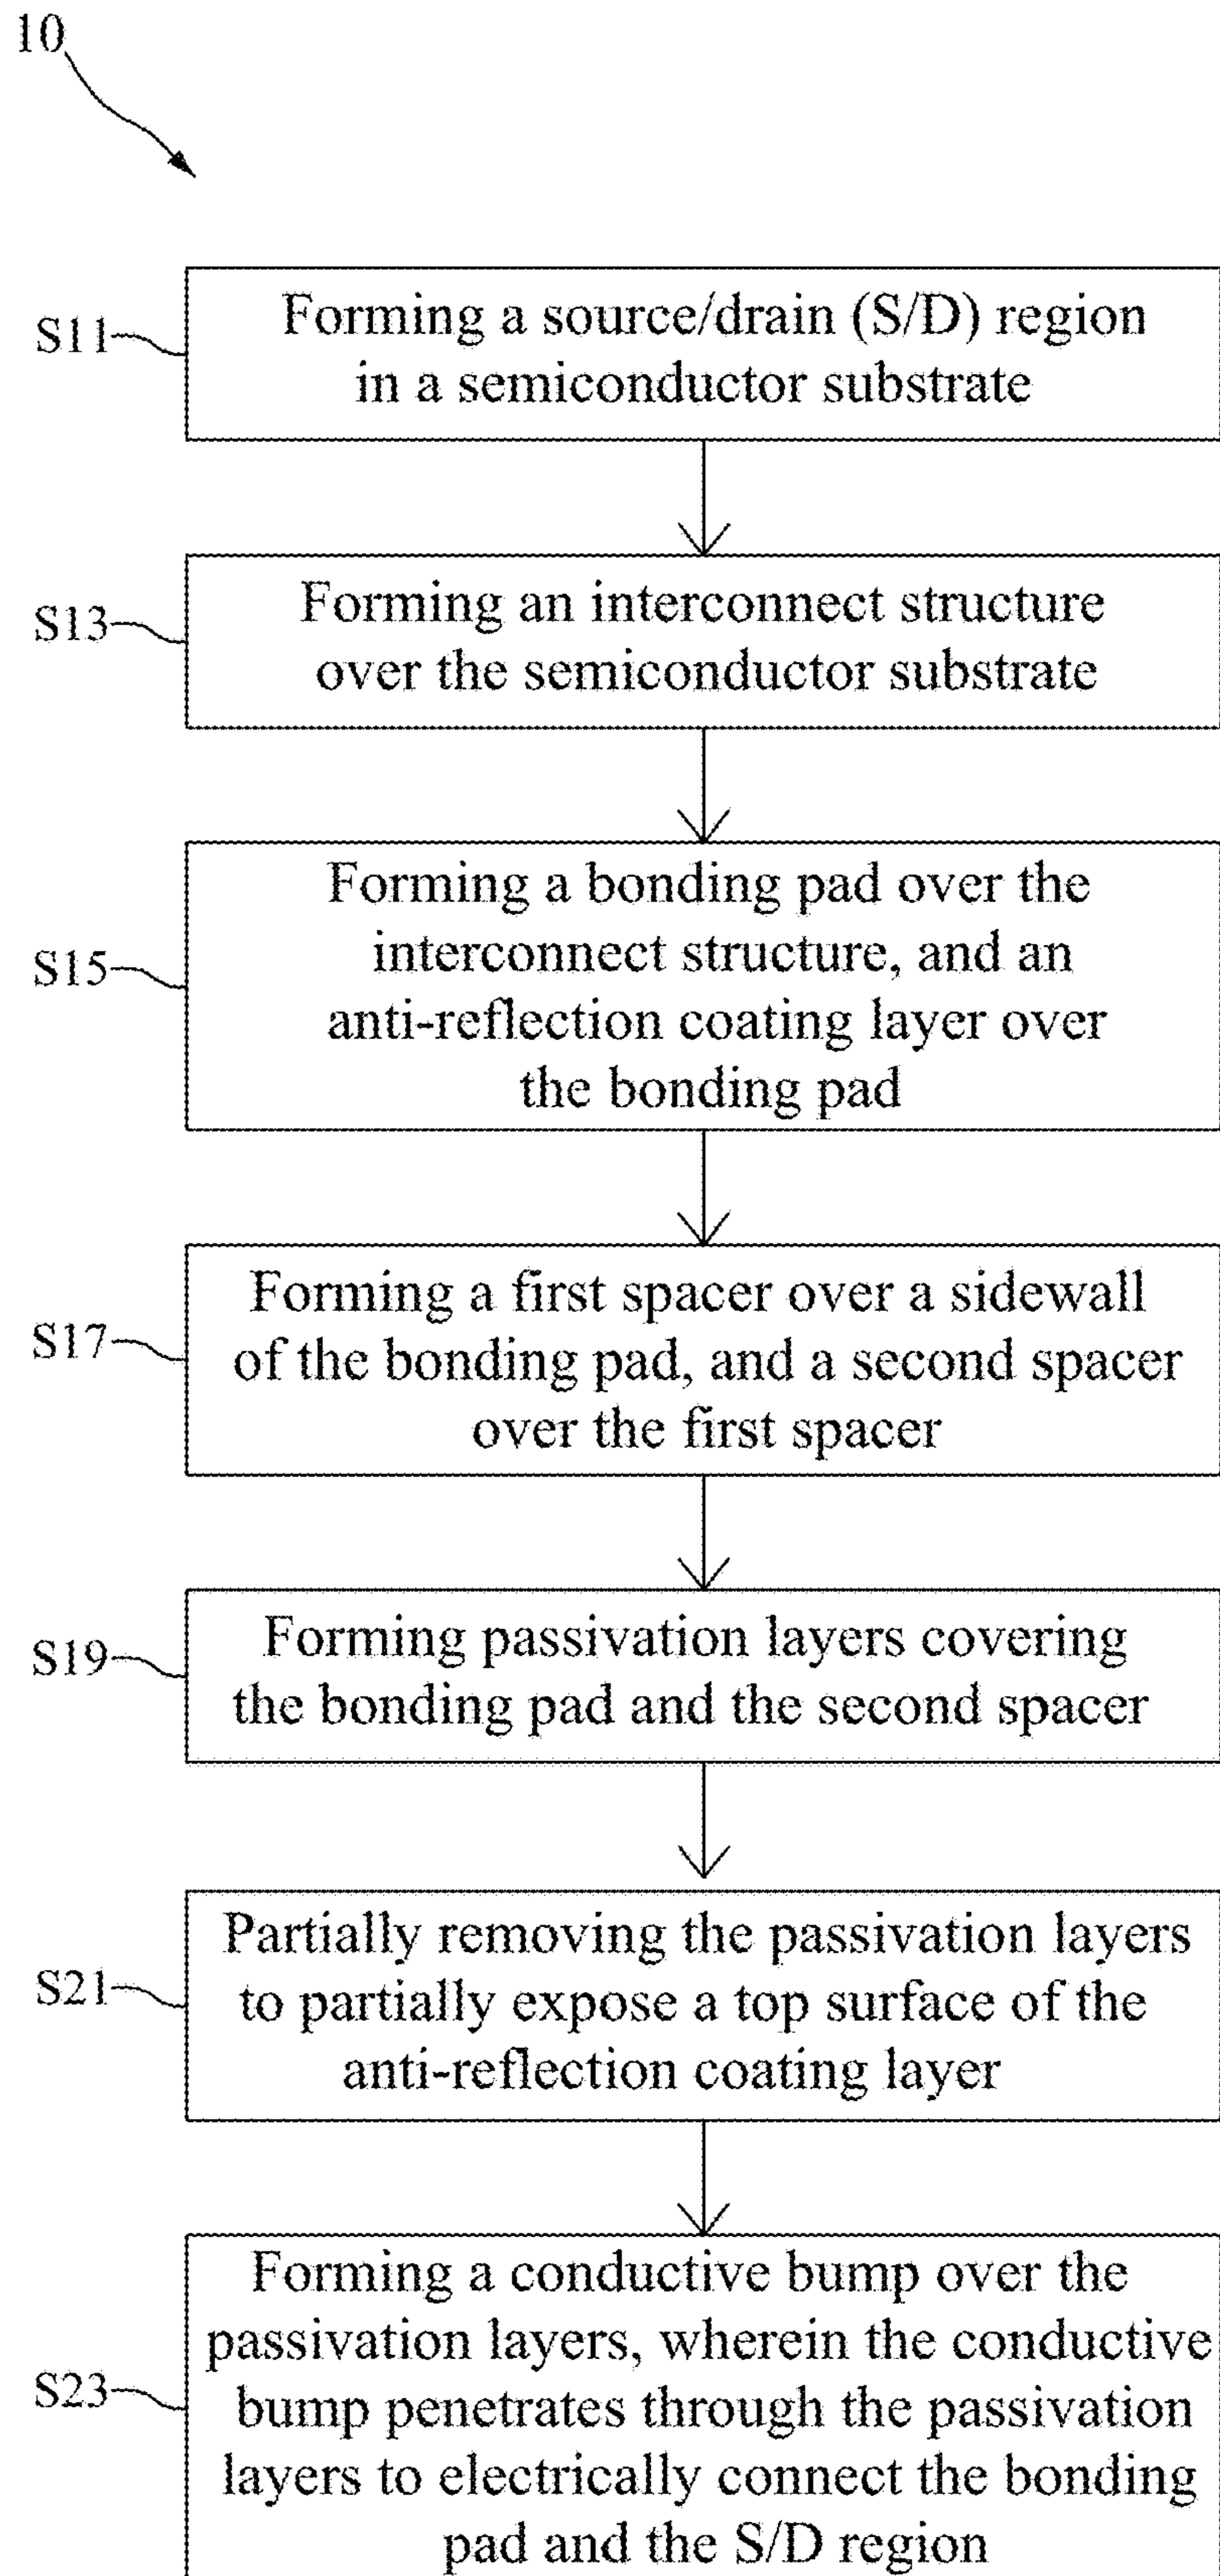 10
S11
Forming a source/drain (S/D) region
in a semiconductor substrate
S13
Forming an interconnect structure
over the semiconductor substrate
S15
Forming a bonding pad over the
interconnect structure, and an
anti-reflection coating layer over
the bonding pad
S17
Forming a first spacer over a sidewall
of the bonding pad, and a second spacer
over the first spacer
S19
Forming passivation layers covering
the bonding pad and the second spacer
S21
Partially removing the passivation layers
to partially expose a top surface of the
anti-reflection coating layer
S23
Forming a conductive bump over the
passivation layers, wherein the conductive
bump penetrates through the passivation
layers to electrically connect the bonding
pad and the S/D region